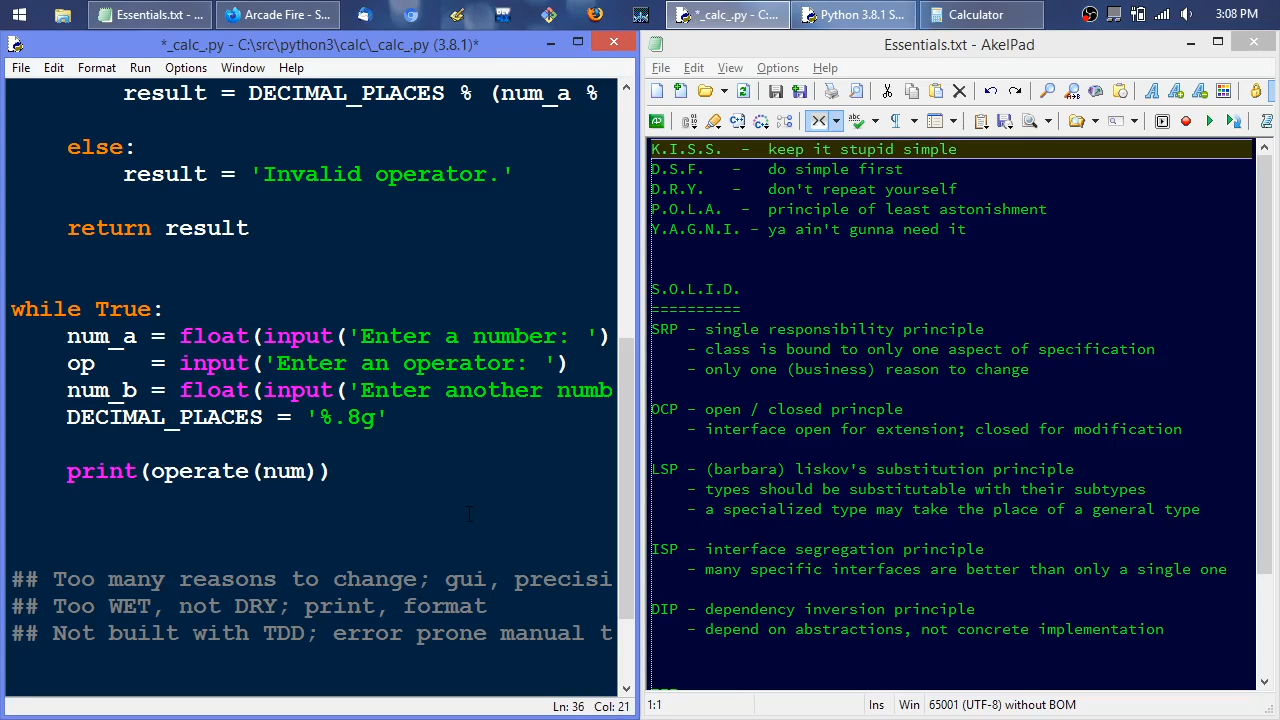 Essentials.txt - ...
Arcade Fire - S...
*_calc_.py - C:...
Python 3.8.1 S...
Calculator
3:08 PM
*_calc_.py - C:\src\python3\calc\_calc_.py (3.8.1)*
File Edit Format Run Options Window Help
result = DECIMAL_PLACES % (num_a %
else:
result = 'Invalid operator.'
return result
while True:
num_a = float(input('Enter a number: ')
op = input('Enter an operator: ')
num_b = float(input('Enter another numb
DECIMAL_PLACES = '%.8g'
print(operate(num))
## Too many reasons to change; gui, precisi
## Too WET, not DRY; print, format
## Not built with TDD; error prone manual t
Ln: 36 Col: 21
Essentials.txt - AkelPad
File Edit View Options Help
K.I.S.S. - keep it stupid simple
D.S.F. - do simple first
D.R.Y. - don't repeat yourself
P.O.L.A. - principle of least astonishment
Y.A.G.N.I. - ya ain't gunna need it
S.O.L.I.D.
==========
SRP - single responsibility principle
- class is bound to only one aspect of specification
- only one (business) reason to change
OCP - open / closed princple
- interface open for extension; closed for modification
LSP - (barbara) liskov's substitution principle
- types should be substitutable with their subtypes
- a specialized type may take the place of a general type
ISP - interface segregation principle
- many specific interfaces are better than only a single one
DIP - dependency inversion principle
- depend on abstractions, not concrete implementation
1:1 Ins Win 65001 (UTF-8) without BOM